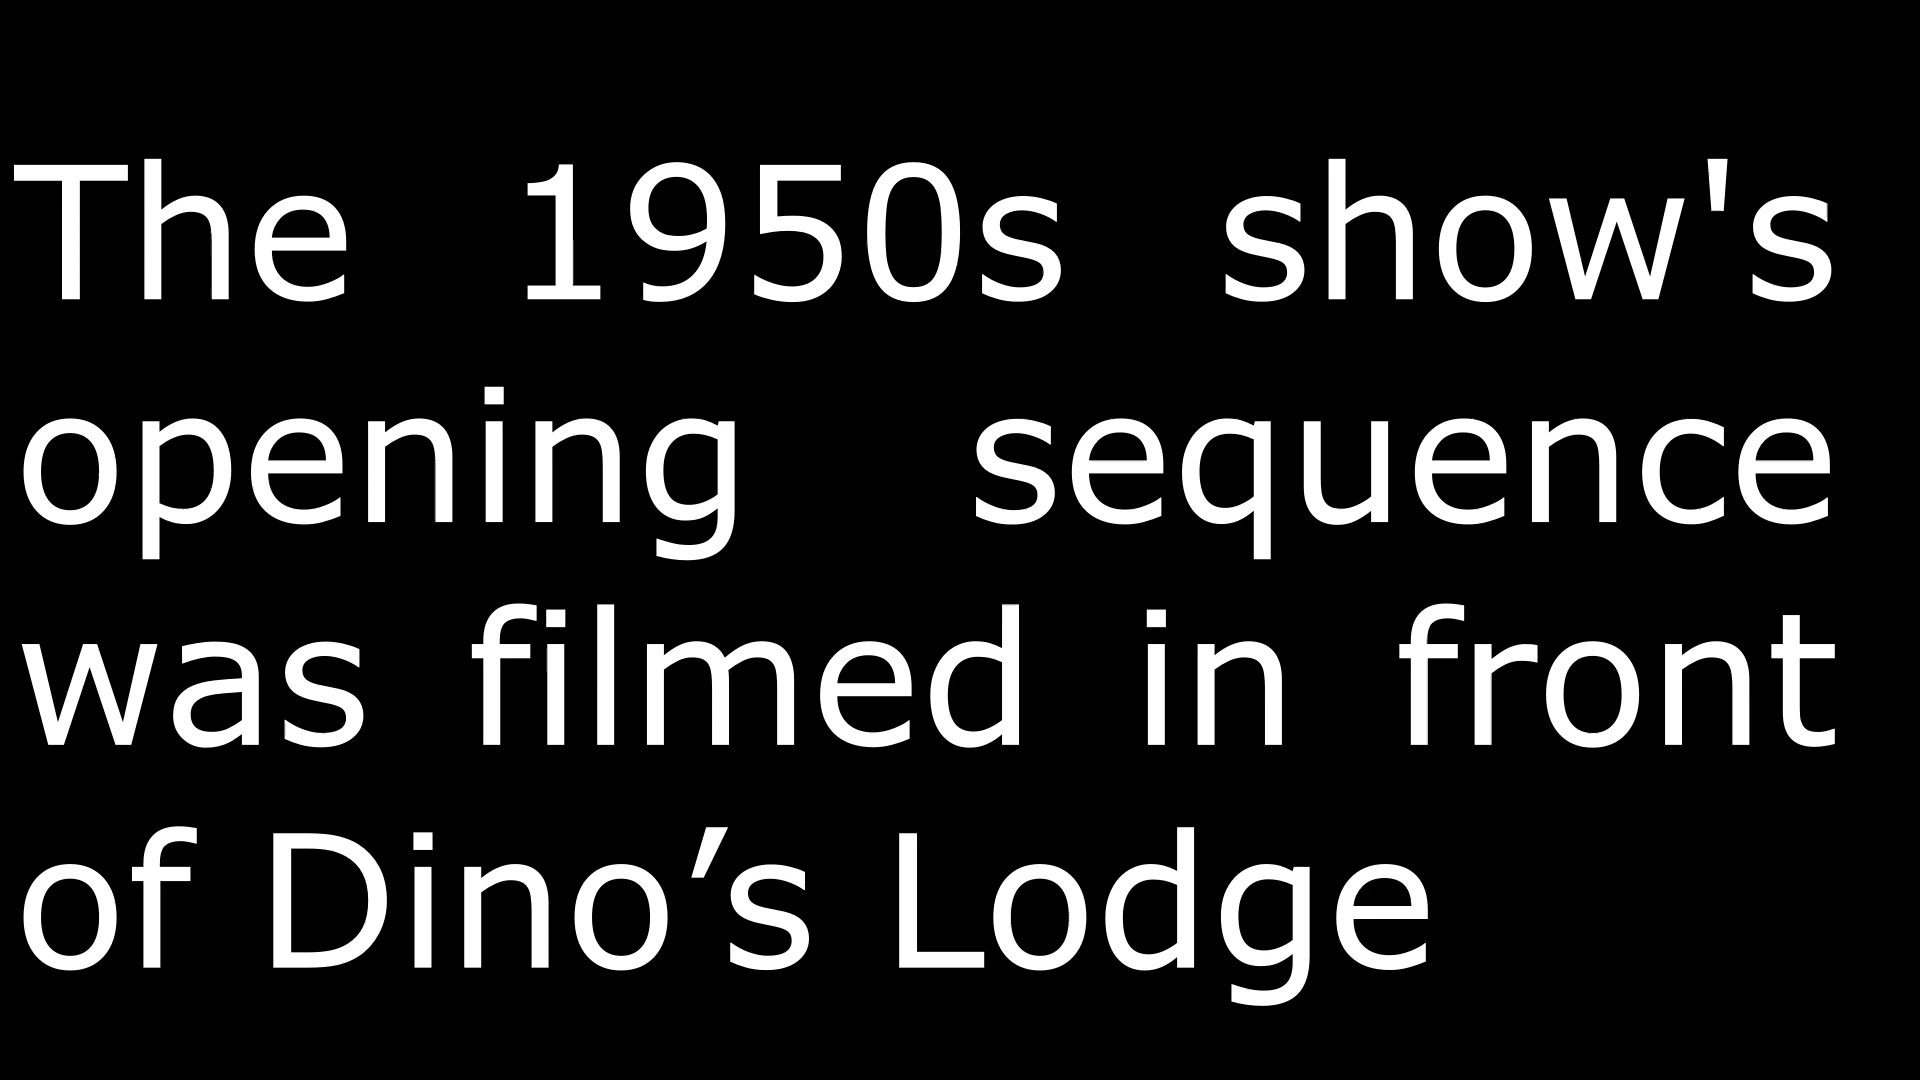 The 1950s show's
opening sequence
was filmed in front
of Dino’s Lodge